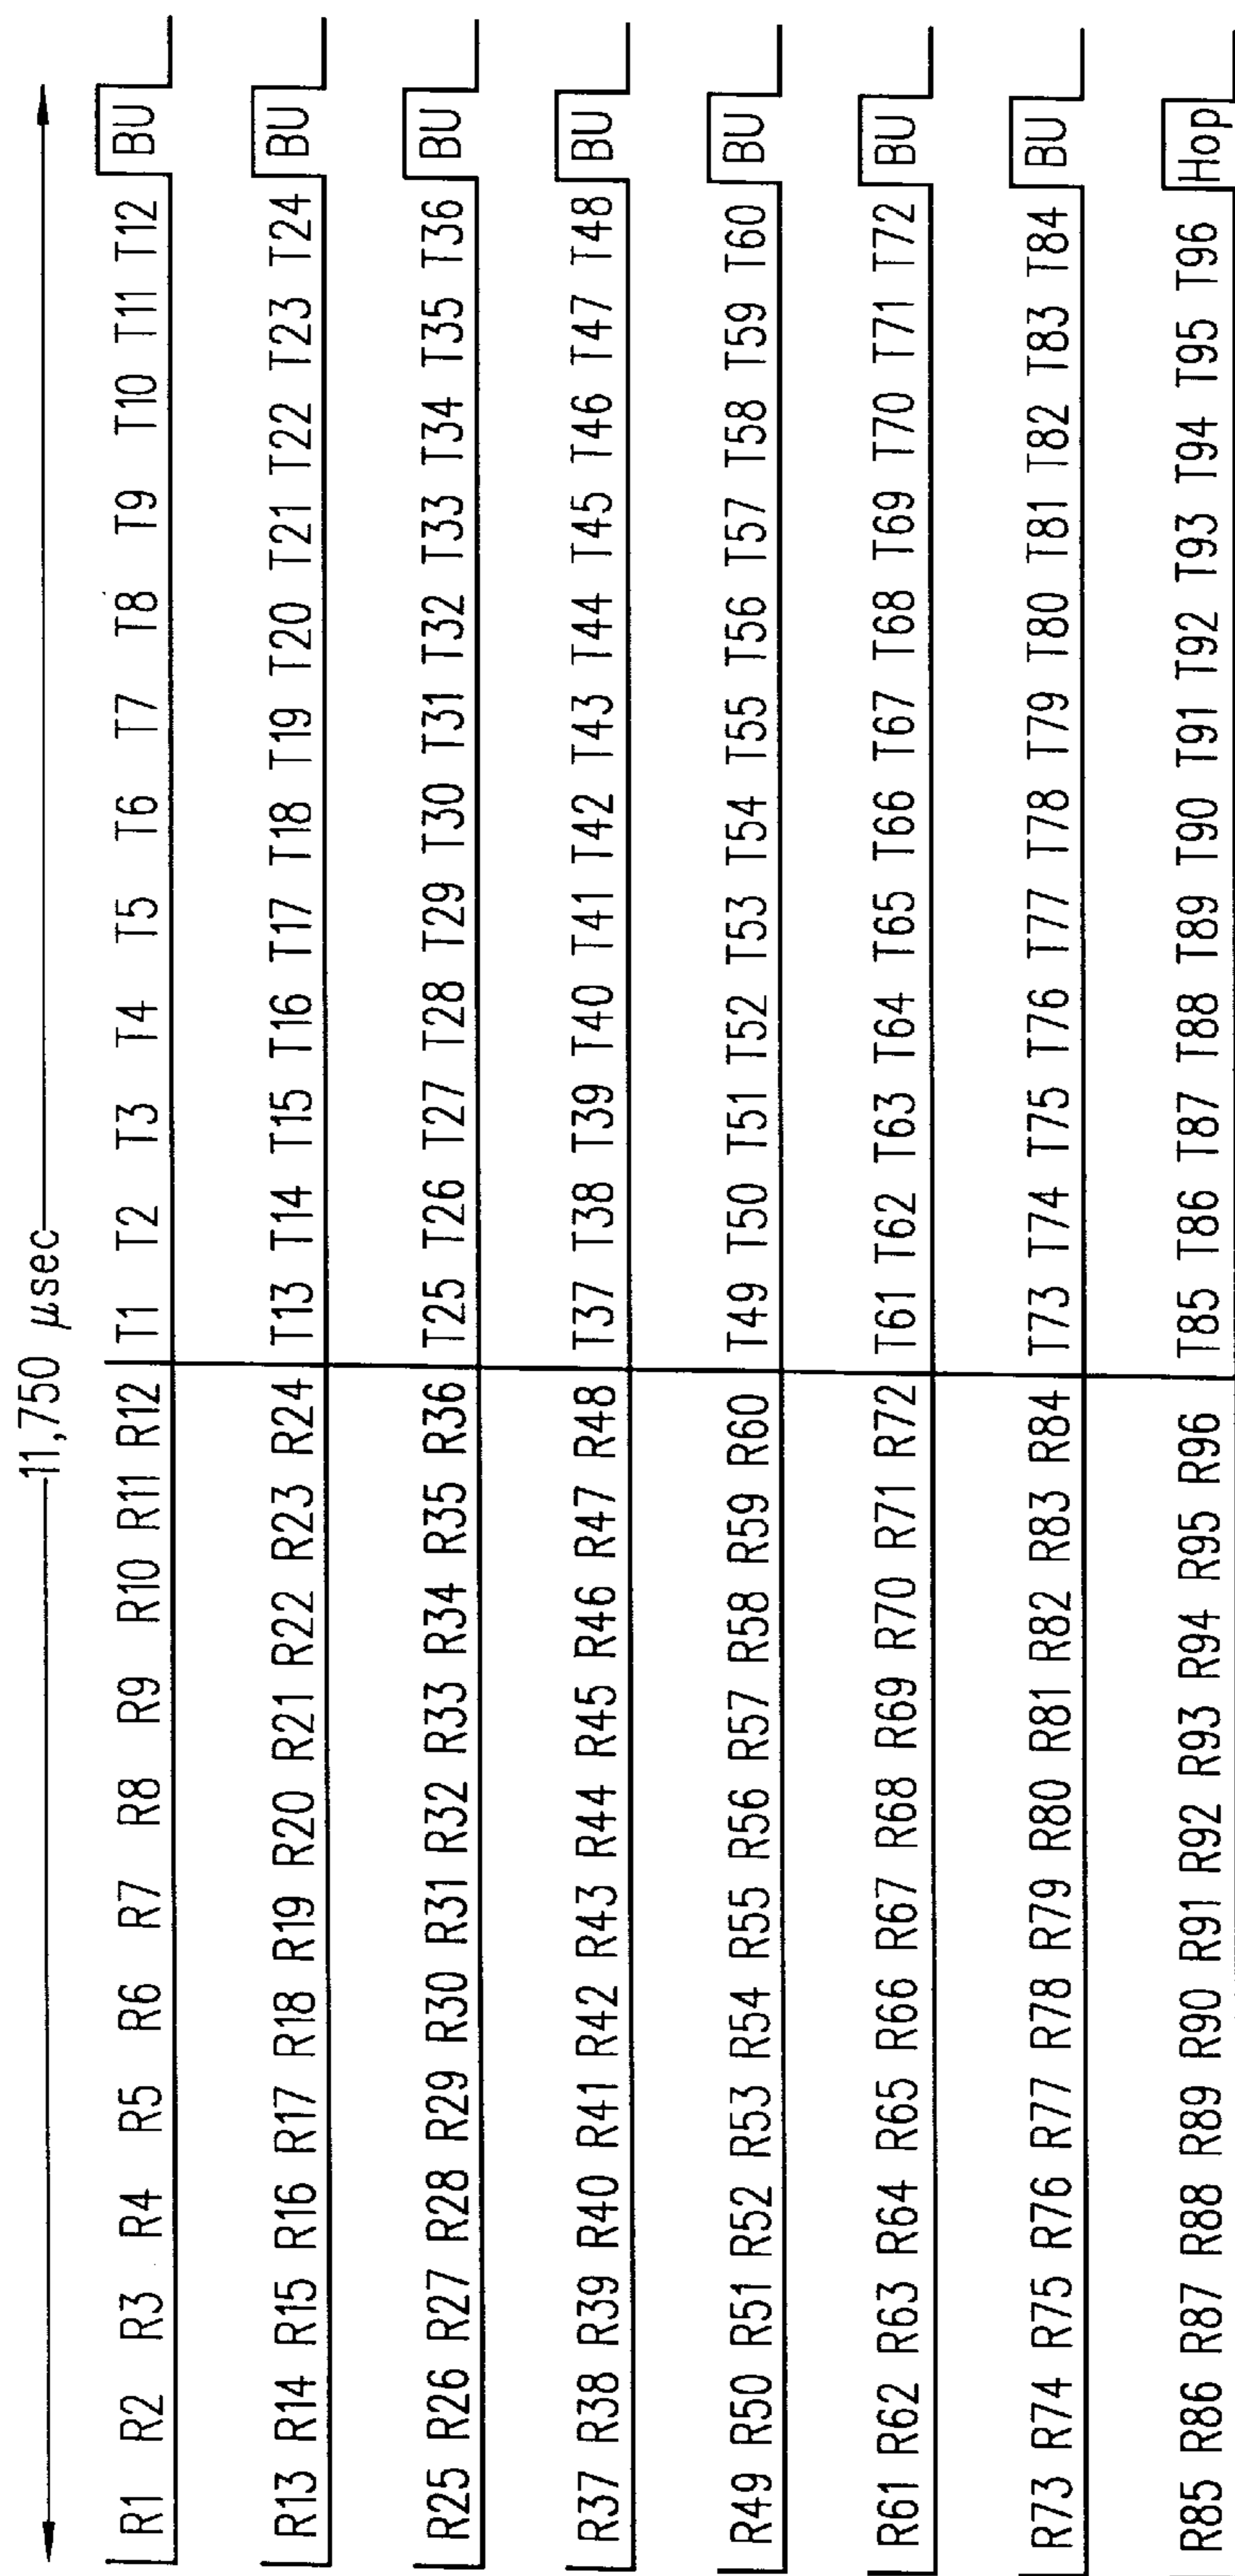 11,750 μsec
R1 R2 R3 R4 R5 R6 R7 R8 R9 R10 R11 R12 T1 T2 T3 T4 T5 T6 T7 T8 T9 T10 T11 T12 BU
R13 R14 R15 R16 R17 R18 R19 R20 R21 R22 R23 R24 T13 T14 T15 T16 T17 T18 T19 T20 T21 T22 T23 T24 BU
R25 R26 R27 R28 R29 R30 R31 R32 R33 R34 R35 R36 T25 T26 T27 T28 T29 T30 T31 T32 T33 T34 T35 T36 BU
R37 R38 R39 R40 R41 R42 R43 R44 R45 R46 R47 R48 T37 T38 T39 T40 T41 T42 T43 T44 T45 T46 T47 T48 BU
R49 R50 R51 R52 R53 R54 R55 R56 R57 R58 R59 R60 T49 T50 T51 T52 T53 T54 T55 T56 T57 T58 T59 T60 BU
R61 R62 R63 R64 R65 R66 R67 R68 R69 R70 R71 R72 T61 T62 T63 T64 T65 T66 T67 T68 T69 T70 T71 T72 BU
R73 R74 R75 R76 R77 R78 R79 R80 R81 R82 R83 R84 T73 T74 T75 T76 T77 T78 T79 T80 T81 T82 T83 T84 BU
R85 R86 R87 R88 R89 R90 R91 R92 R93 R94 R95 R96 T85 T86 T87 T88 T89 T90 T91 T92 T93 T94 T95 T96 Hop